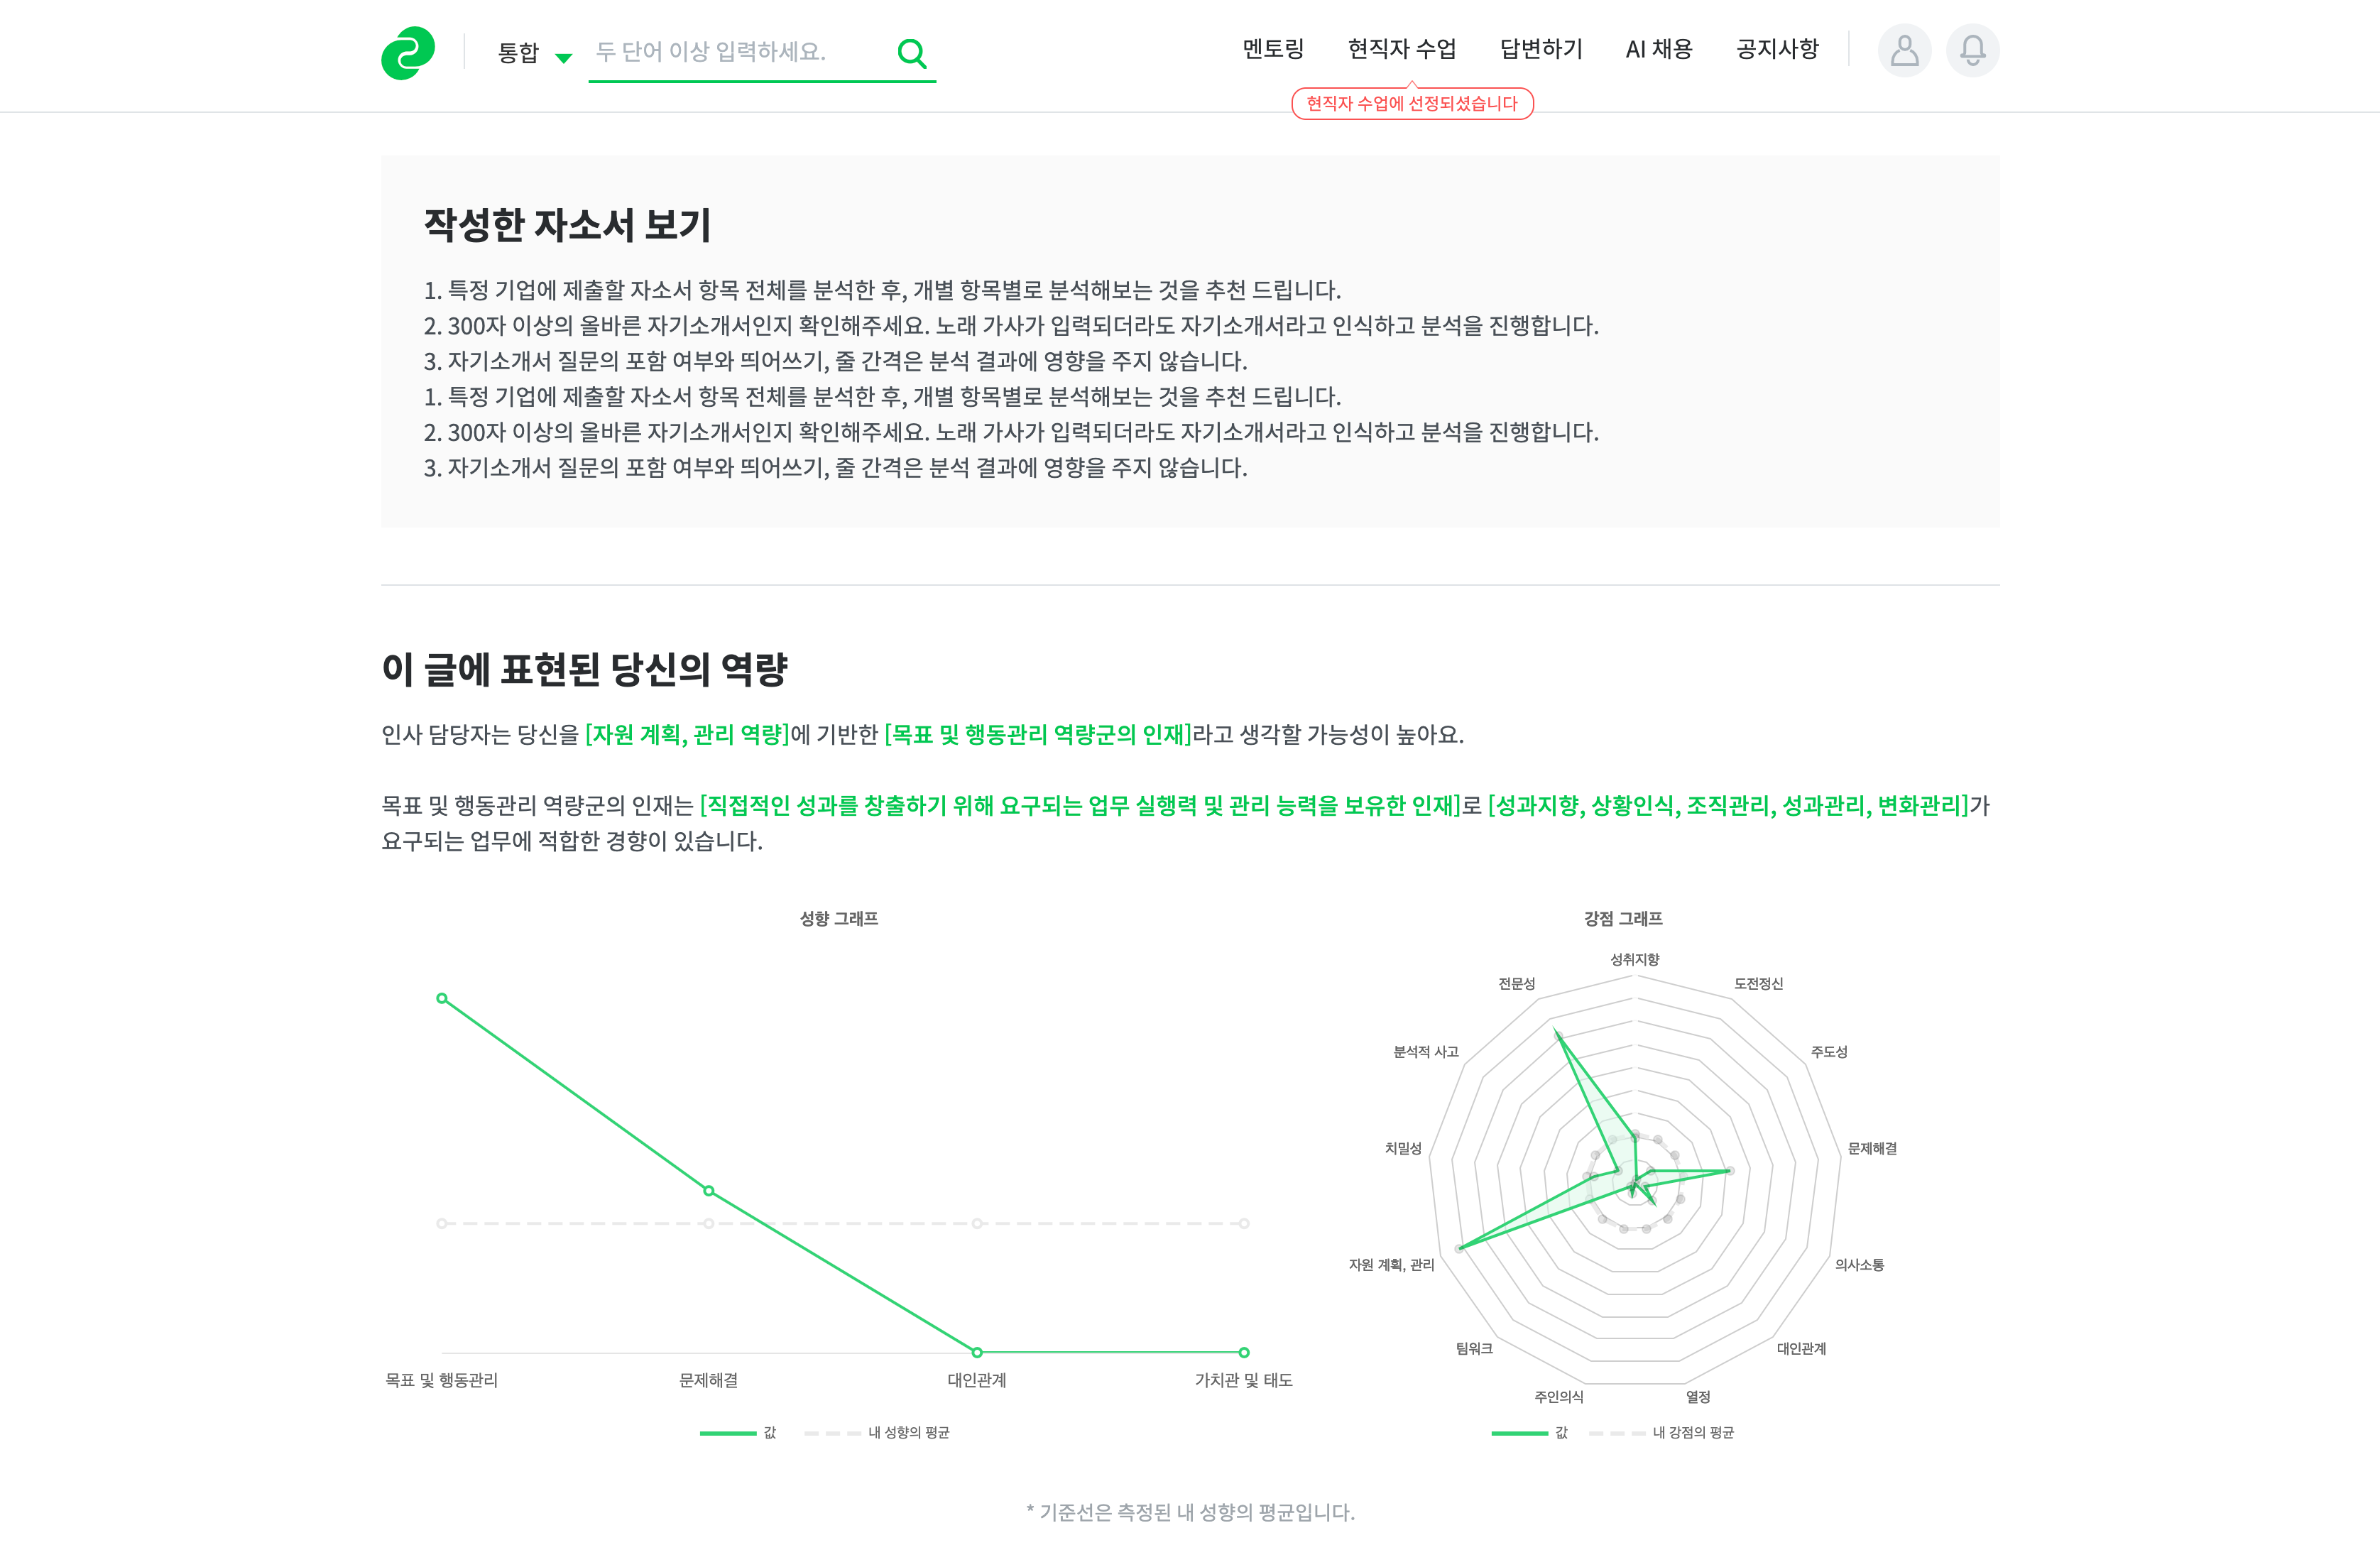 통합
두 단어 이상 입력하세요.
멘토링
현직자 수업
답변하기
AI 채용
공지사항
현직자 수업에 선정되셨습니다
작성한 자소서 보기
1. 특정 기업에 제출할 자소서 항목 전체를 분석한 후, 개별 항목별로 분석해보는 것을 추천 드립니다.
2. 300자 이상의 올바른 자기소개서인지 확인해주세요. 노래 가사가 입력되더라도 자기소개서라고 인식하고 분석을 진행합니다.
3. 자기소개서 질문의 포함 여부와 띄어쓰기, 줄 간격은 분석 결과에 영향을 주지 않습니다.
1. 특정 기업에 제출할 자소서 항목 전체를 분석한 후, 개별 항목별로 분석해보는 것을 추천 드립니다.
2. 300자 이상의 올바른 자기소개서인지 확인해주세요. 노래 가사가 입력되더라도 자기소개서라고 인식하고 분석을 진행합니다.
3. 자기소개서 질문의 포함 여부와 띄어쓰기, 줄 간격은 분석 결과에 영향을 주지 않습니다.
이 글에 표현된 당신의 역량
인사 담당자는 당신을 [자원 계획, 관리 역량]에 기반한 [목표 및 행동관리 역량군의 인재]라고 생각할 가능성이 높아요.
목표 및 행동관리 역량군의 인재는 [직접적인 성과를 창출하기 위해 요구되는 업무 실행력 및 관리 능력을 보유한 인재]로 [성과지향, 상황인식, 조직관리, 성과관리, 변화관리]가
요구되는 업무에 적합한 경향이 있습니다.
성향 그래프
목표 및 행동관리
문제해결
대인관계
가치관 및 태도
값
내 성향의 평균
강점 그래프
성취지향
도전정신
주도성
문제해결
의사소통
대인관계
열정
주인의식
팀워크
자원 계획, 관리
치밀성
분석적 사고
전문성
값
내 강점의 평균
* 기준선은 측정된 내 성향의 평균입니다.